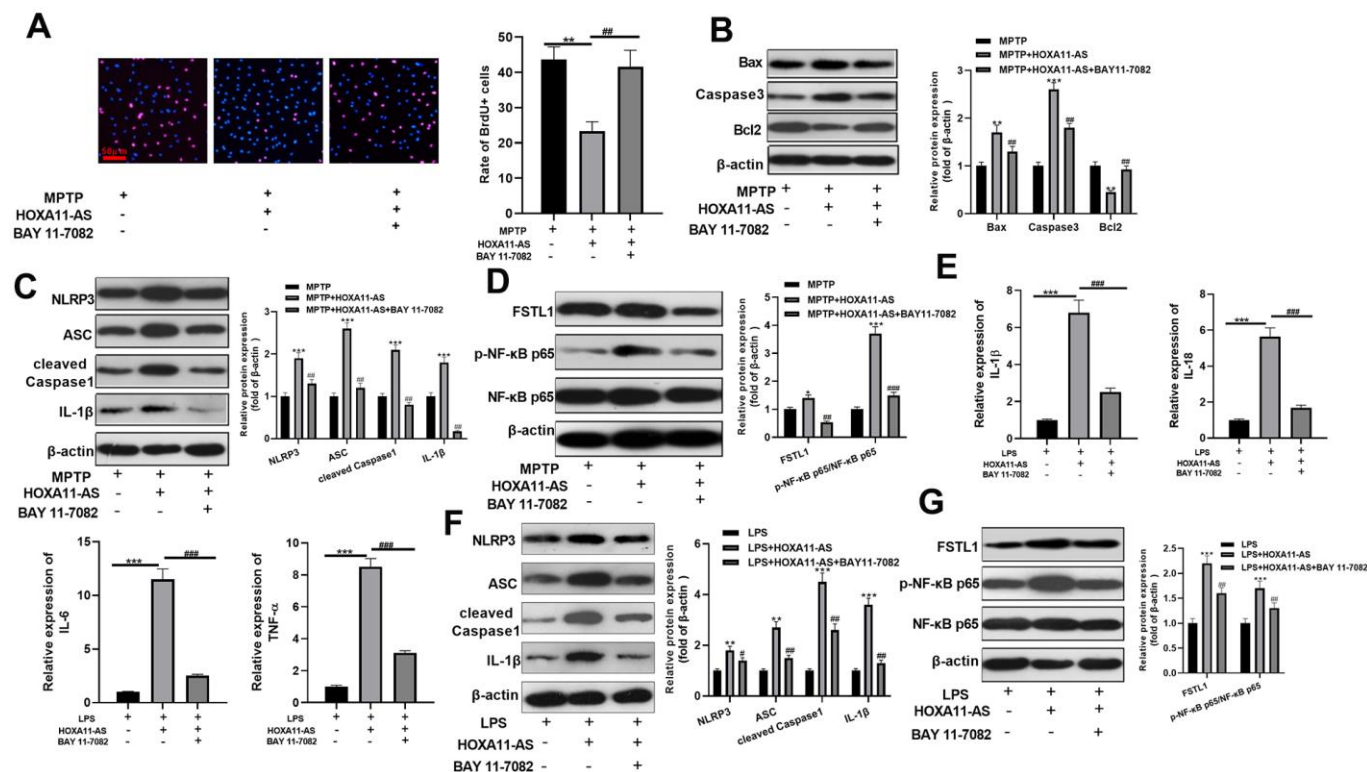 A
50μm
MPTP + + +
HOXA11-AS - + +
BAY 11-7082 - - +
Rate of BrdU+ cells
50
40
30
20
10
0
**
##
MPTP + + +
HOXA11-AS - + +
BAY 11-7082 - - +
B
Bax
Caspase3
Bcl2
β-actin
MPTP + + +
HOXA11-AS - + +
BAY 11-7082 - - +
MPTP
MPTP+HOXA11-AS
MPTP+HOXA11-AS+BAY11-7082
Relative protein expression
(fold of β-actin )
3
2
1
0
** ## *** ## ** ##
Bax Caspase3 Bcl2
C
NLRP3
ASC
cleaved
Caspase1
IL-1β
β-actin
MPTP + + +
HOXA11-AS - + +
BAY 11-7082 - - +
MPTP
MPTP+HOXA11-AS
MPTP+HOXA11-AS+BAY 11-7082
Relative protein expression
(fold of β-actin )
3
2
1
0
*** ## *** ## *** ## *** ##
NLRP3 ASC cleaved Caspase1 IL-1β
D
FSTL1
p-NF-κB p65
NF-κB p65
β-actin
MPTP + + +
HOXA11-AS - + +
BAY 11-7082 - - +
MPTP
MPTP+HOXA11-AS
MPTP+HOXA11-AS+BAY11-7082
Relative protein expression
(fold of β-actin )
5
4
3
2
1
0
* ## *** ###
FSTL1 p-NF-κB p65/NF-κB p65
E
Relative expression of
IL-1β
8
6
4
2
0
*** ###
LPS + + +
HOXA11-AS - + +
BAY 11-7082 - - +
Relative expression of
IL-18
8
6
4
2
0
*** ###
LPS + + +
HOXA11-AS - + +
BAY 11-7082 - - +
Relative expression of
IL-6
15
10
5
0
*** ###
LPS + + +
HOXA11-AS - + +
BAY 11-7082 - - +
Relative expression of
TNF-α
10
8
6
4
2
0
*** ###
LPS + + +
HOXA11-AS - + +
BAY 11-7082 - - +
F
NLRP3
ASC
cleaved
Caspase1
IL-1β
β-actin
LPS + + +
HOXA11-AS - + +
BAY 11-7082 - - +
LPS
LPS+HOXA11-AS
LPS+HOXA11-AS+BAY11-7082
Relative protein expression
(fold of β-actin )
6
5
4
3
2
1
0
** # ** ## *** ## *** ##
NLRP3 ASC cleaved Caspase1 IL-1β
G
FSTL1
p-NF-κB p65
NF-κB p65
β-actin
LPS + + +
HOXA11-AS - + +
BAY 11-7082 - - +
LPS
LPS+HOXA11-AS
LPS+HOXA11-AS+BAY 11-7082
Relative protein expression
(fold of β-actin )
2.5
2.0
1.5
1.0
0.5
0.0
*** ## *** ##
FSTL1 p-NF-κB p65/NF-κB p65